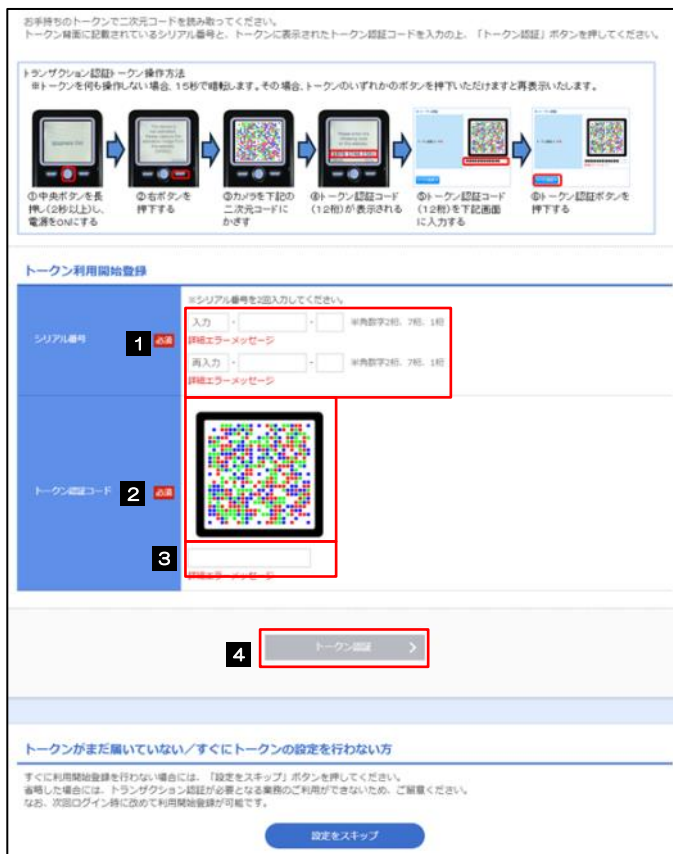 お手持ちのトークンで二次元コードを読み取ってください。
トークン背面に記載されているシリアル番号と、トークンに表示されたトークン認証コードを入力の上、「トークン認証」ボタンを押してください。
トランザクション認証トークン操作方法
※トークンを何も操作しない場合、15秒で暗転します。その場合、トークンのいずれかのボタンを押下いただけますと再表示いたします。
①中央ボタンを長押し(2秒以上)し、電源をONにする
②右ボタンを押下する
③カメラを下記の二次元コードにかざす
④トークン認証コード(12桁)が表示される
⑤トークン認証コード(12桁)を下記画面に入力する
⑥トークン認証ボタンを押下する
トークン利用開始登録
※シリアル番号を2回入力してください。
シリアル番号 1 必須
入力 - - 半角数字2桁、7桁、1桁
詳細エラーメッセージ
再入力 - - 半角数字2桁、7桁、1桁
詳細エラーメッセージ
トークン認証コード 2 必須
3
詳細エラーメッセージ
4 トークン認証
トークンがまだ届いていない／すぐにトークンの設定を行わない方
すぐに利用開始登録を行わない場合には、「設定をスキップ」ボタンを押してください。
省略した場合には、トランザクション認証が必要となる業務のご利用ができないため、ご留意ください。
なお、次回ログイン時に改めて利用開始登録が可能です。
設定をスキップ